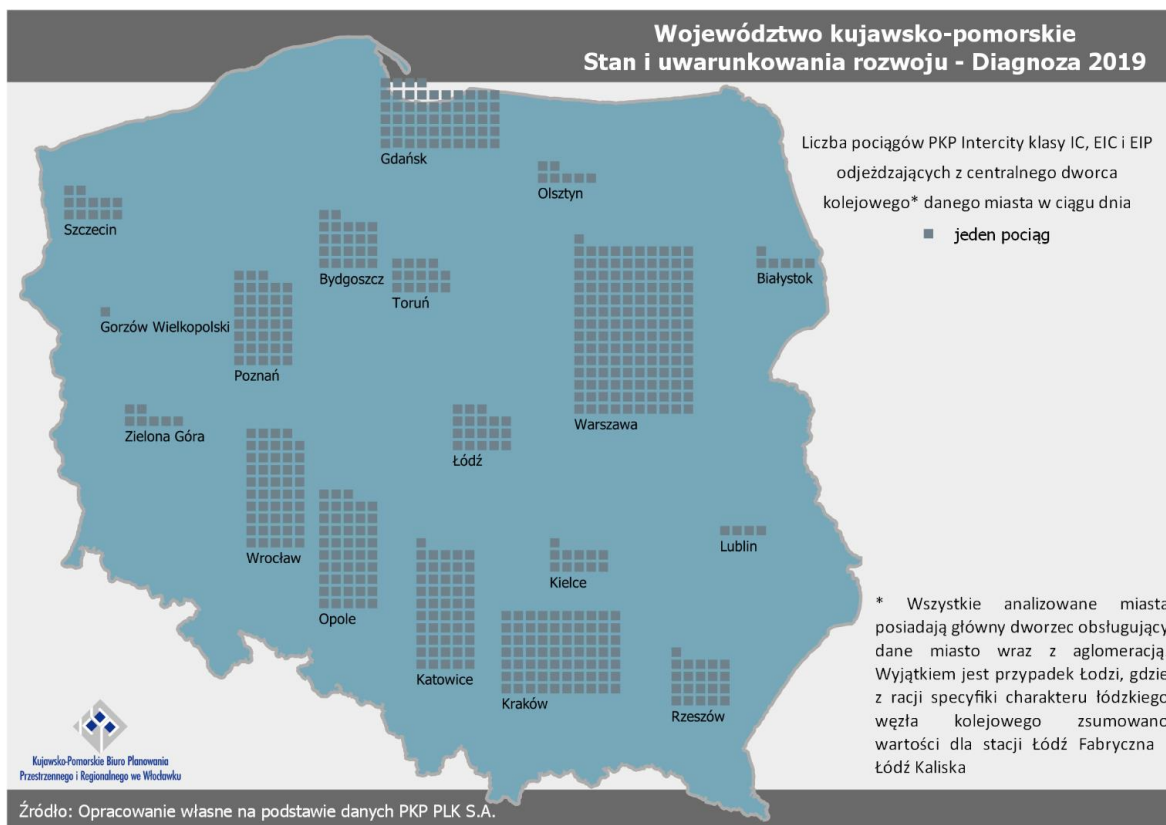 Województwo kujawsko-pomorskie
Stan i uwarunkowania rozwoju - Diagnoza 2019
Liczba pociągów PKP Intercity klasy IC, EIC i EIP
odjeżdzających z centralnego dworca
kolejowego* danego miasta w ciągu dnia
jeden pociąg
Gdańsk
Olsztyn
Szczecin
Bydgoszcz
Toruń
Białystok
Gorzów Wielkopolski
Poznań
Warszawa
Zielona Góra
Łódź
Wrocław
Lublin
Kielce
Opole
Katowice
Kraków
Rzeszów
* Wszystkie analizowane miasta
posiadają główny dworzec obsługujący
dane miasto wraz z aglomeracją.
Wyjątkiem jest przypadek Łodzi, gdzie
z racji specyfiki charakteru łódzkiego
węzła kolejowego zsumowano
wartości dla stacji Łódź Fabryczna
Łódź Kaliska
Kujawsko-Pomorskie Biuro Planowania
Przestrzennego i Regionalnego we Włocławku
Źródło: Opracowanie własne na podstawie danych PKP PLK S.A.